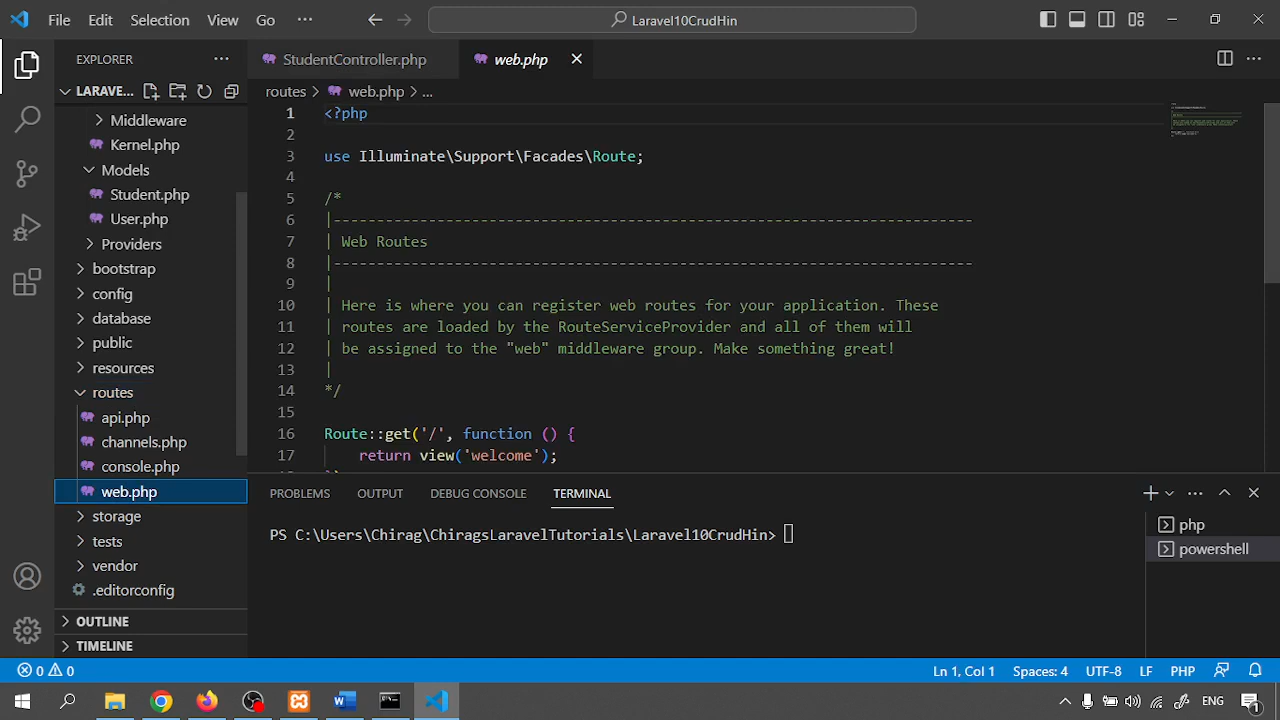 File Edit Selection View Go ··· Laravel10CrudHin
EXPLORER ···
StudentController.php
web.php
LARAVE...
routes > web.php > ...
Middleware
Kernel.php
Models
Student.php
User.php
Providers
bootstrap
config
database
public
resources
routes
api.php
channels.php
console.php
web.php
storage
tests
vendor
.editorconfig
OUTLINE
TIMELINE
1 <?php
2
3 use Illuminate\Support\Facades\Route;
4
5 /*
6 |--------------------------------------------------------------------------
7 | Web Routes
8 |--------------------------------------------------------------------------
9 |
10 | Here is where you can register web routes for your application. These
11 | routes are loaded by the RouteServiceProvider and all of them will
12 | be assigned to the "web" middleware group. Make something great!
13 |
14 */
15
16 Route::get('/', function () {
17 return view('welcome');
PROBLEMS OUTPUT DEBUG CONSOLE TERMINAL
PS C:\Users\Chirag\ChiragsLaravelTutorials\Laravel10CrudHin>
php
powershell
0 0 Ln 1, Col 1 Spaces: 4 UTF-8 LF PHP
ENG 1